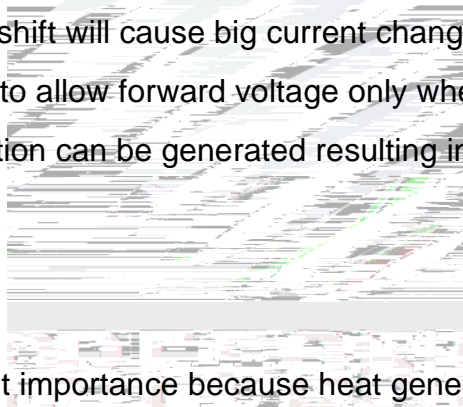 shift will cause big current chang
to allow forward voltage only whe
tion can be generated resulting in
t importance because heat gene